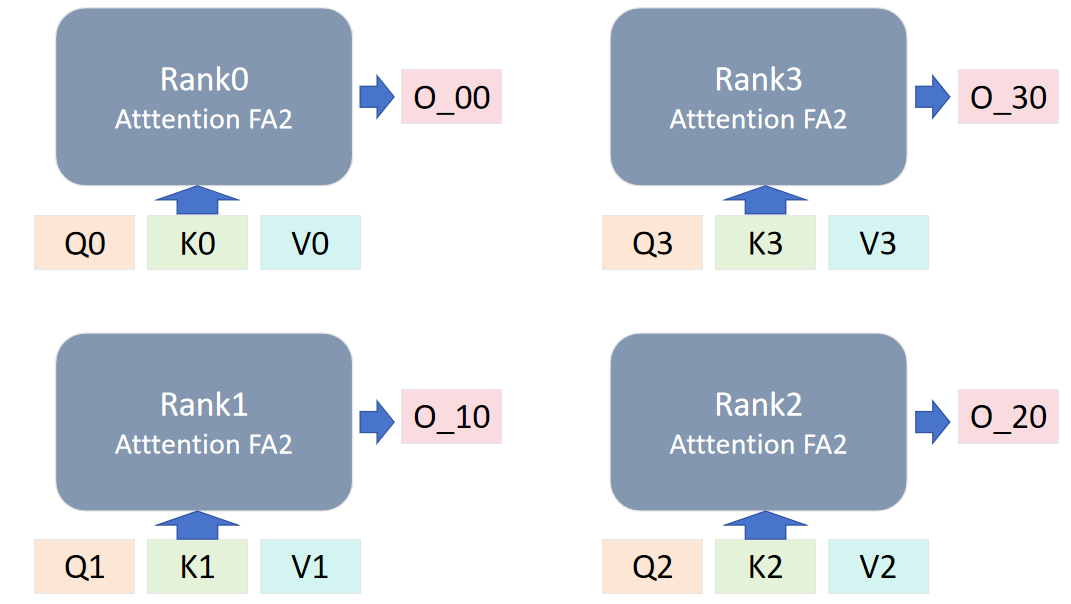 Rank0
Atttention FA2
O_00
Q0 K0 V0
Rank3
Atttention FA2
O_30
Q3 K3 V3
Rank1
Atttention FA2
O_10
Q1 K1 V1
Rank2
Atttention FA2
O_20
Q2 K2 V2